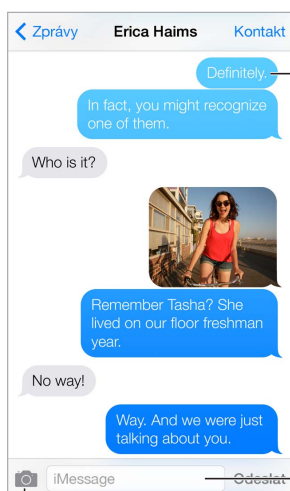 Zprávy Erica Haims Kontakt
Definitely.
In fact, you might recognize
one of them.
Who is it?
Remember Tasha? She
lived on our floor freshman
year.
No way!
Way. And we were just
talking about you.
iMessage Odeslat